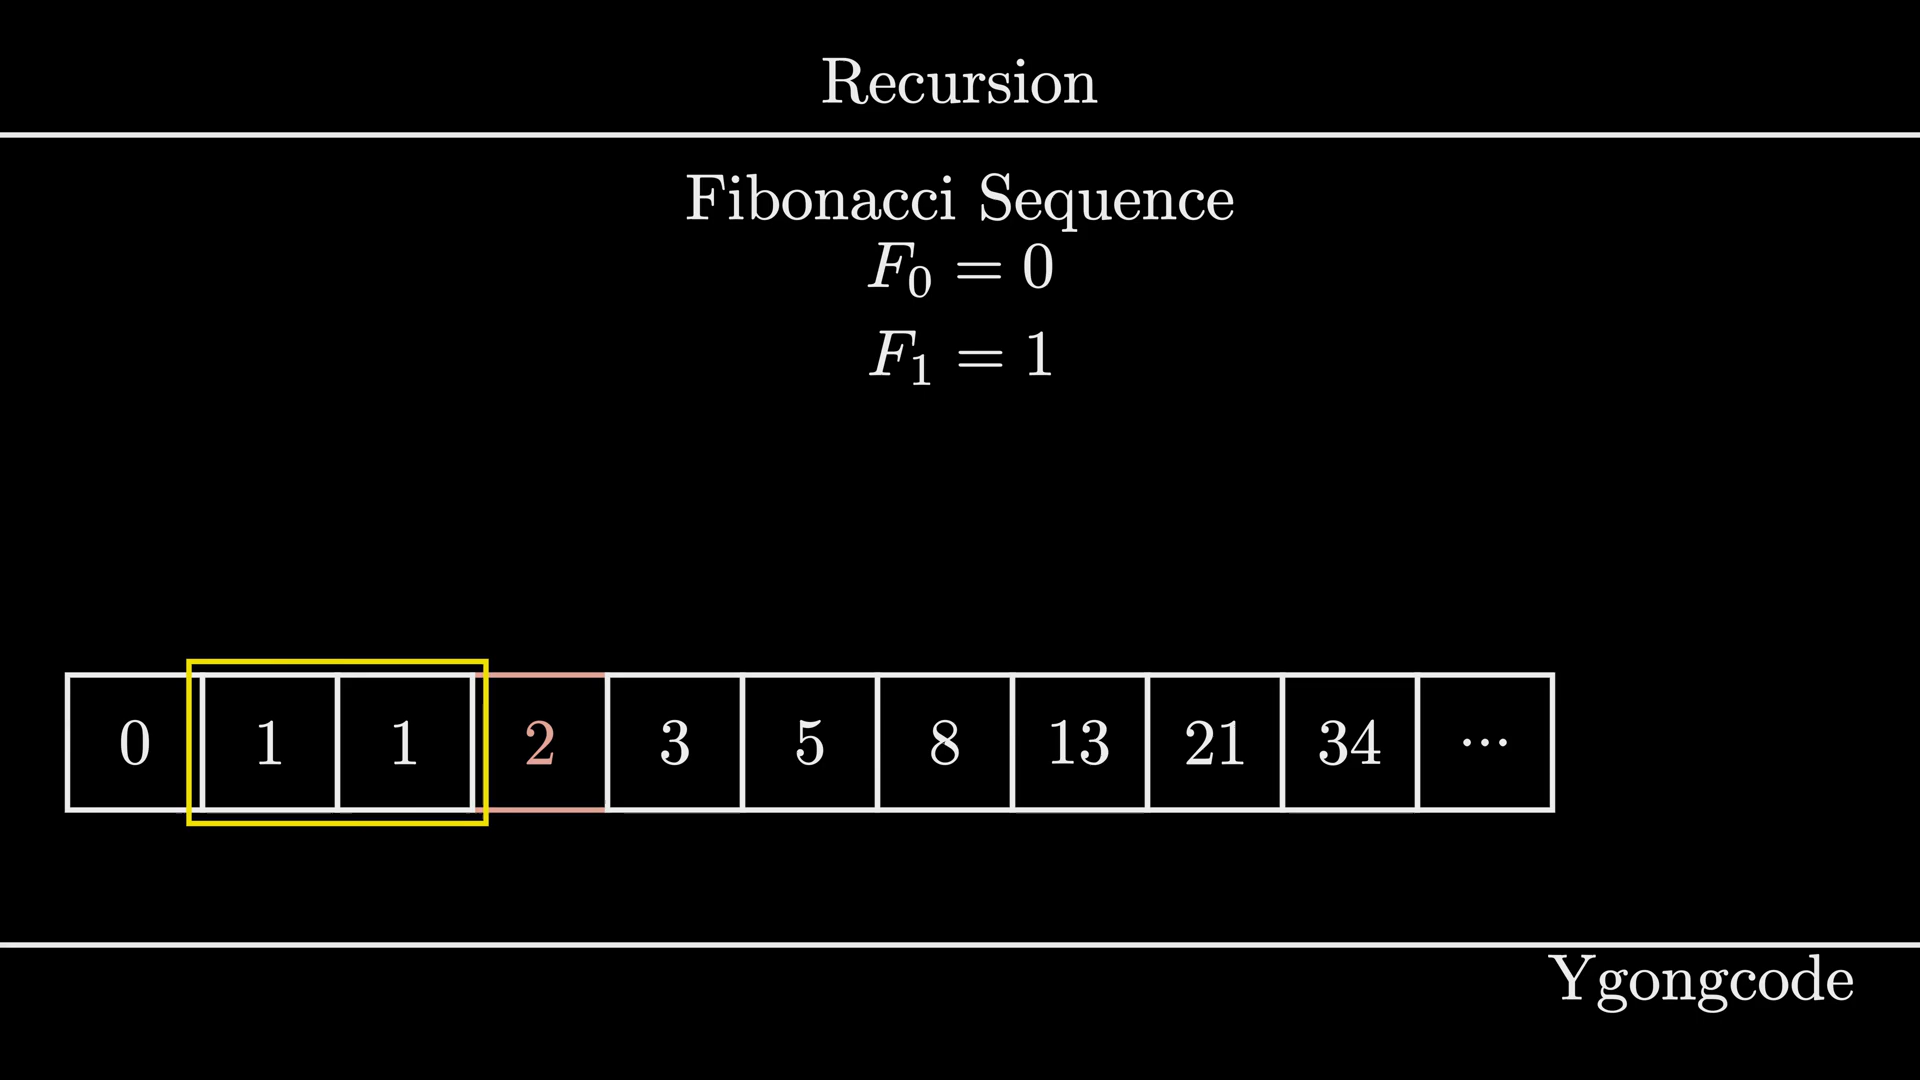 Recursion
Fibonacci Sequence
F₀ = 0
F₁ = 1
0 1 1 2 3 5 8 13 21 34 ···
Ygongcode